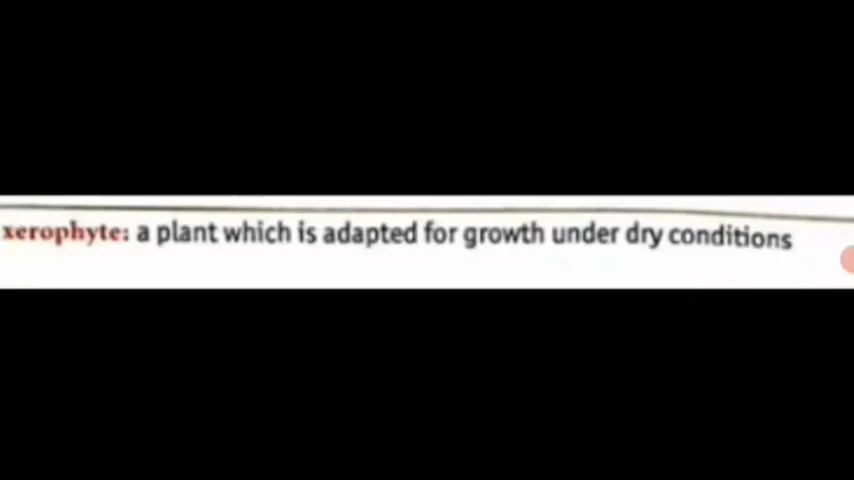 xerophyte: a plant which is adapted for growth under dry conditions